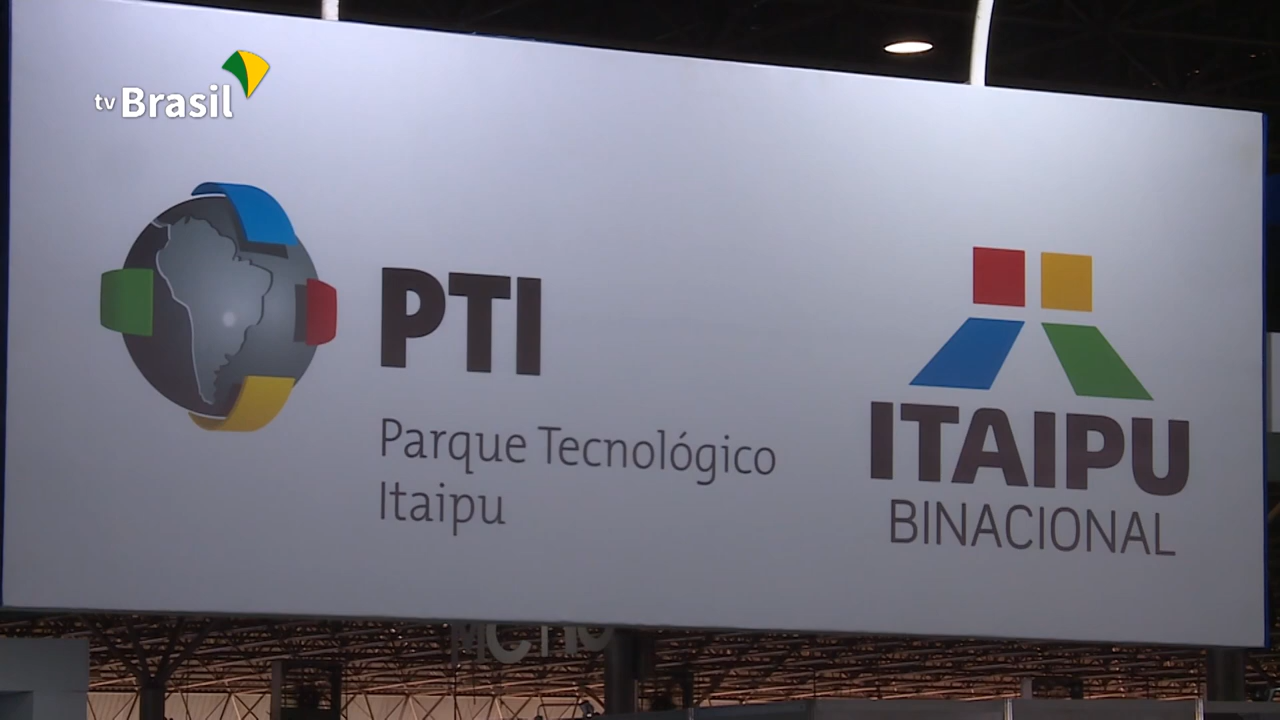 tv Brasil
PTI
Parque Tecnológico
Itaipu
ITAIPU
BINACIONAL